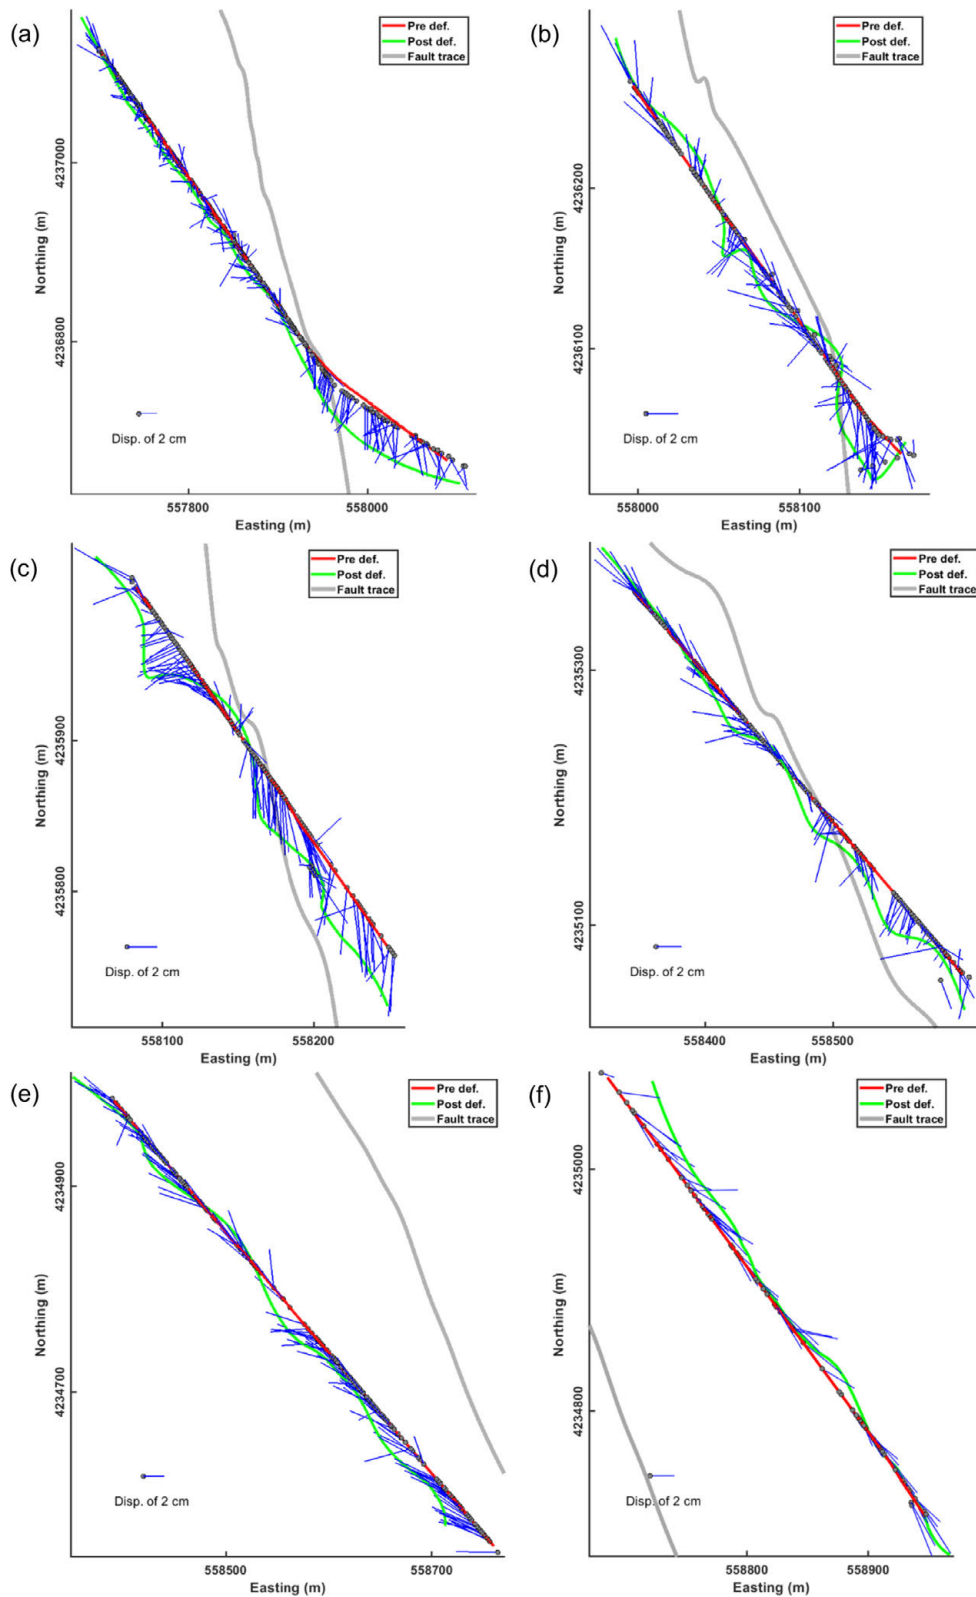 (a)
Pre def.
Post def.
Fault trace
4237000
4236800
Northing (m)
Disp. of 2 cm
557800
558000
Easting (m)
(b)
Pre def.
Post def.
Fault trace
4236200
4236100
Northing (m)
Disp. of 2 cm
558000
558100
Easting (m)
(c)
Pre def.
Post def.
Fault trace
4235900
4235800
Northing (m)
Disp. of 2 cm
558100
558200
Easting (m)
(d)
Pre def.
Post def.
Fault trace
4235300
4235100
Northing (m)
Disp. of 2 cm
558400
558500
Easting (m)
(e)
Pre def.
Post def.
Fault trace
4234900
4234700
Northing (m)
Disp. of 2 cm
558500
558700
Easting (m)
(f)
Pre def.
Post def.
Fault trace
4235000
4234800
Northing (m)
Disp. of 2 cm
558800
558900
Easting (m)